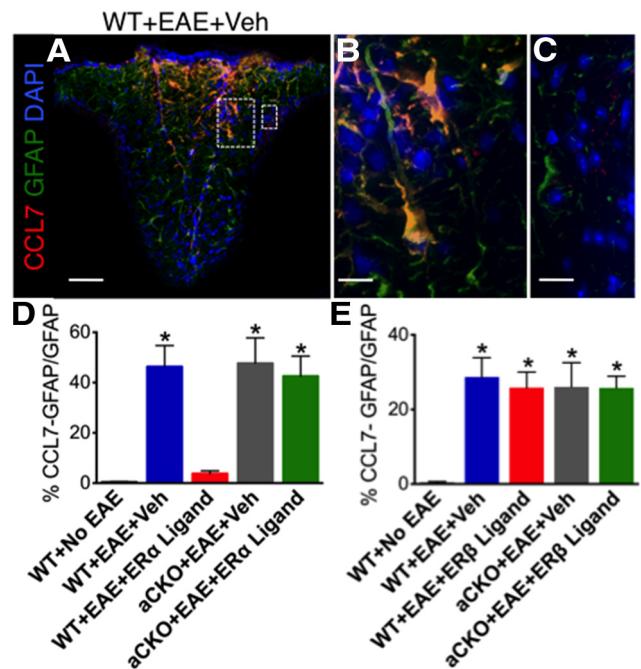 WT+EAE+Veh
A
B
C
CCL7 GFAP DAPI
D
% CCL7-GFAP/GFAP
60
40
20
0
*
*
*
WT+No EAE
WT+EAE+Veh
WT+EAE+ERα Ligand
aCKO+EAE+Veh
aCKO+EAE+ERα Ligand
E
% CCL7- GFAP/GFAP
40
20
0
*
*
*
*
WT+No EAE
WT+EAE+Veh
WT+EAE+ERβ Ligand
aCKO+EAE+Veh
aCKO+EAE+ERβ Ligand